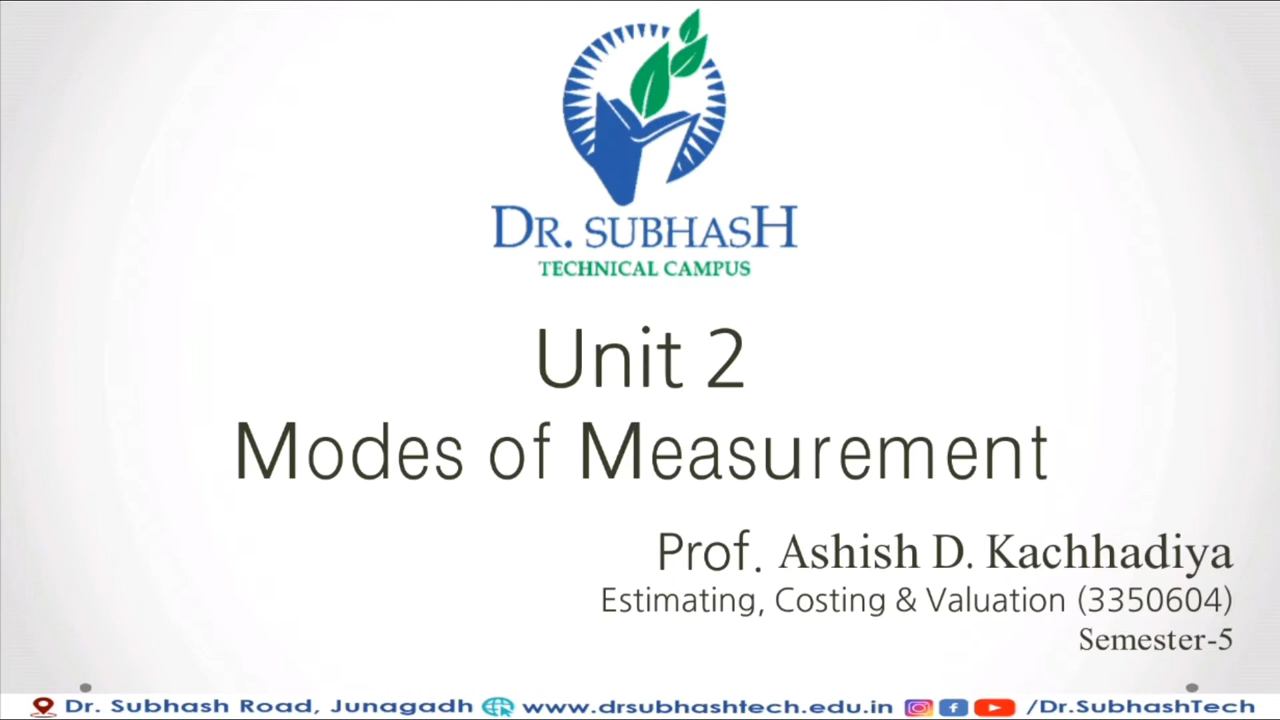 DR. SUBHASH
TECHNICAL CAMPUS
Unit 2
Modes of Measurement
Prof. Ashish D. Kachhadiya
Estimating, Costing & Valuation (3350604)
Semester-5
Dr. Subhash Road, Junagadh www.drsubhashtech.edu.in /Dr.SubhashTech